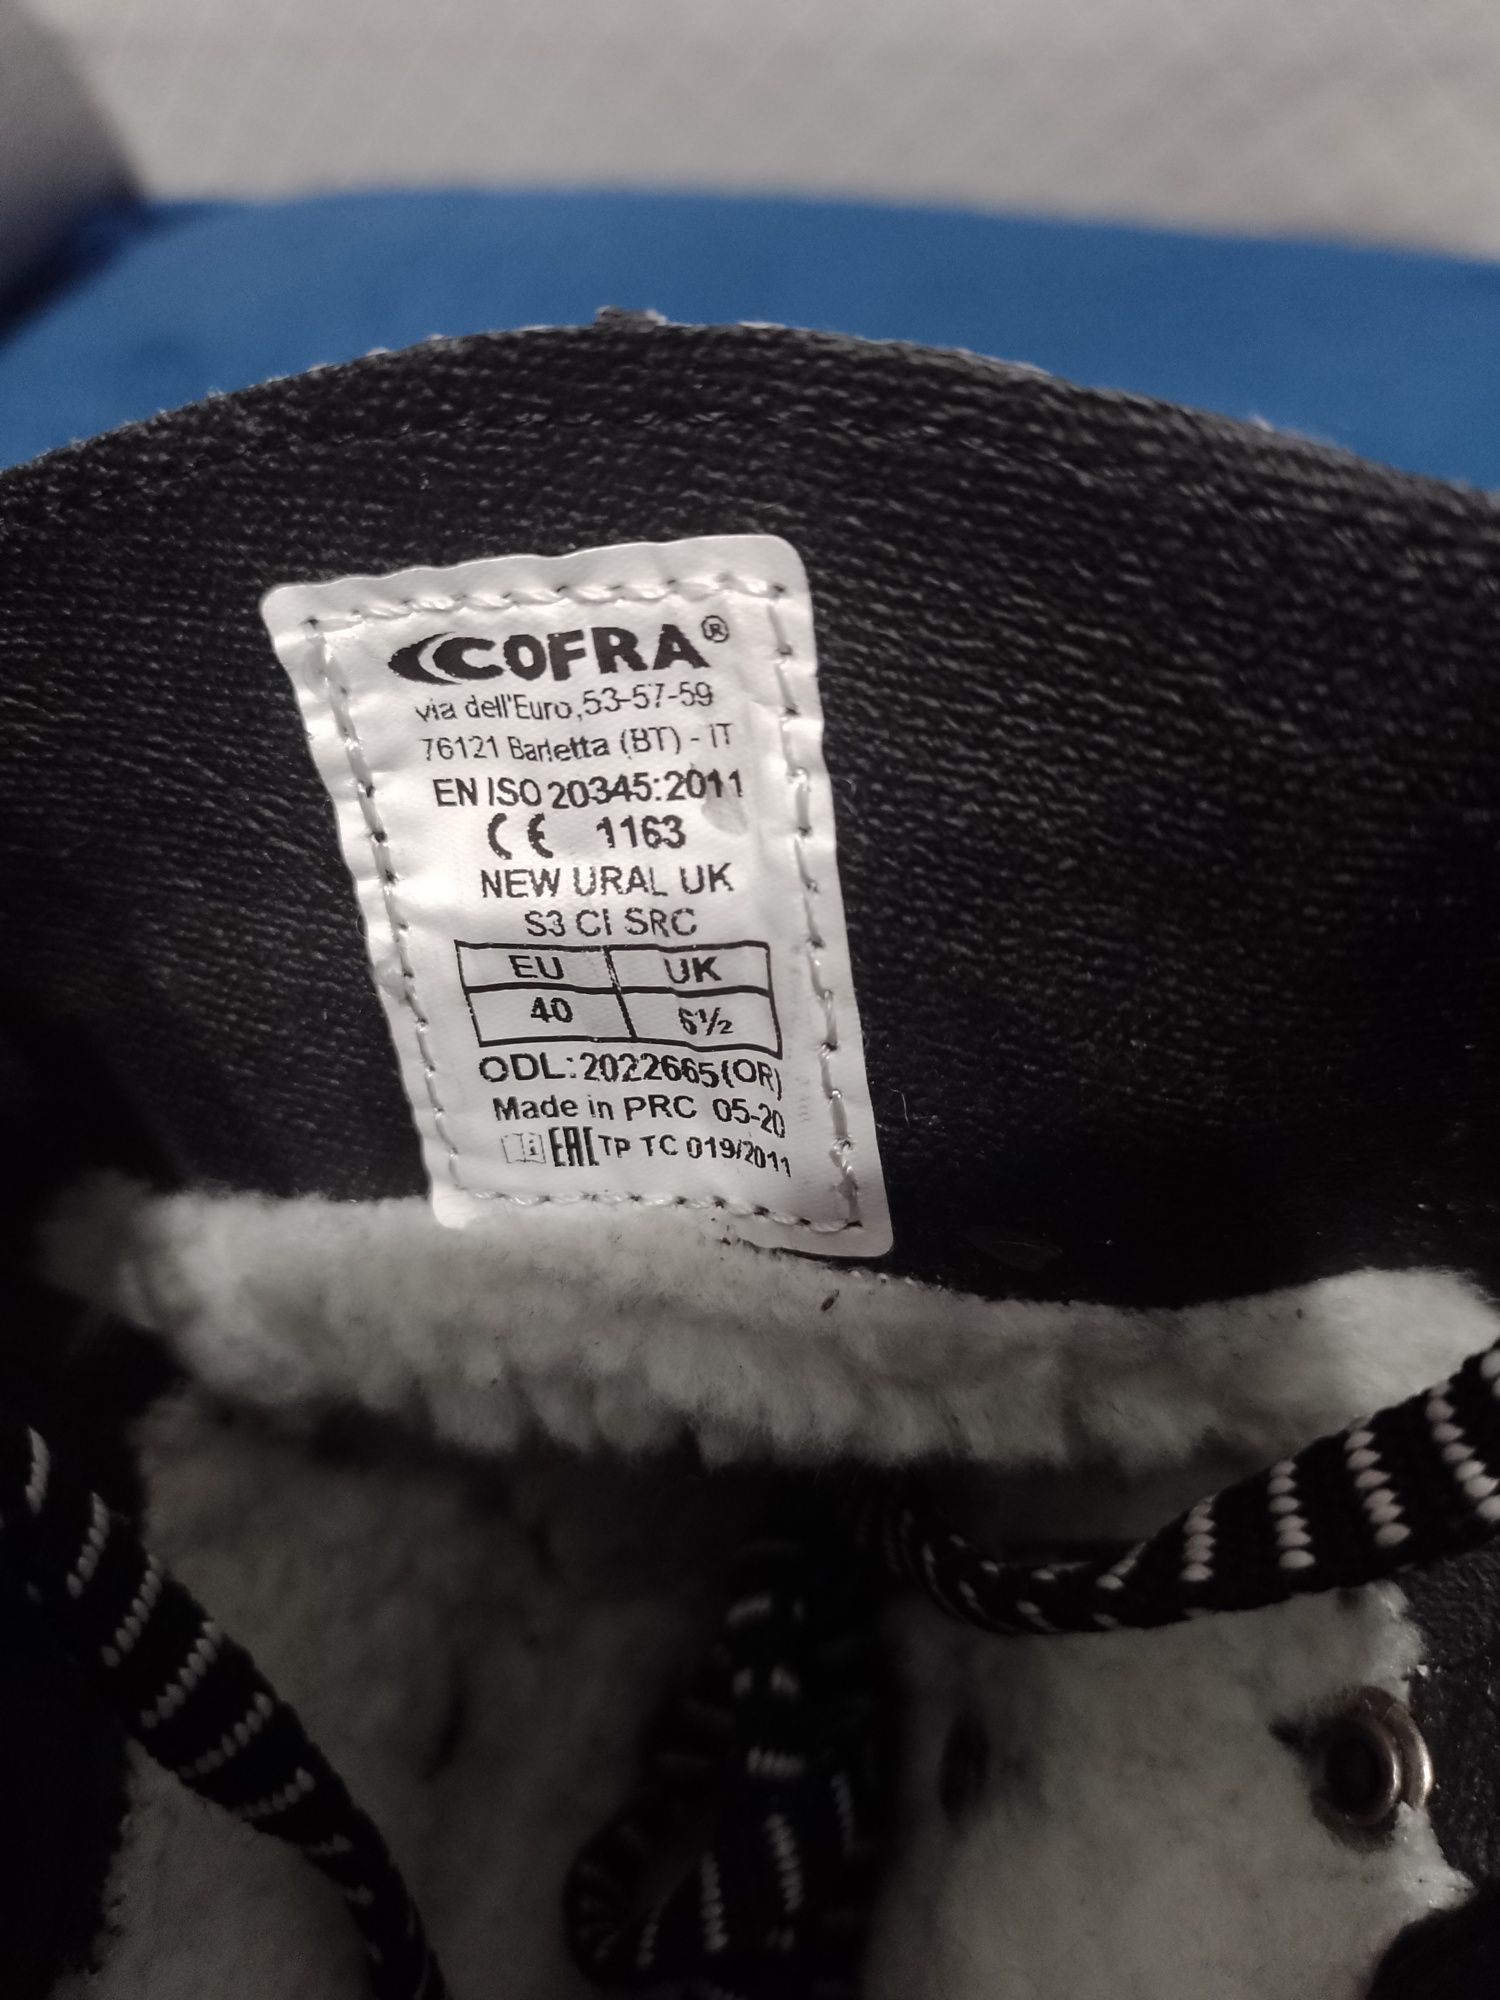 COFRA®
via dell'Euro,53-57-59
76121 Barletta (BT) - IT
EN ISO 20345:2011
CE 1163
NEW URAL UK
S3 CI SRC
EU UK
40 6½
ODL:2022665(OR)
Made in PRC 05-20
EAC TP TC 019/2011